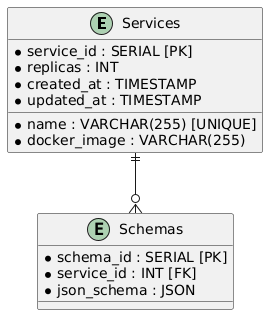 E Services
service_id : SERIAL [PK]
replicas : INT
created_at : TIMESTAMP
updated_at : TIMESTAMP
name : VARCHAR(255) [UNIQUE]
docker_image : VARCHAR(255)
E Schemas
schema_id : SERIAL [PK]
service_id : INT [FK]
json_schema : JSON